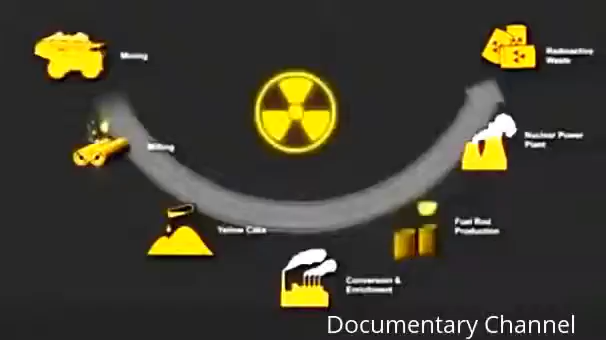 Mining
Milling
Yellow Cake
Conversion &
Enrichment
Fuel Rod
Production
Nuclear Power
Plant
Radioactive
Waste
Documentary Channel